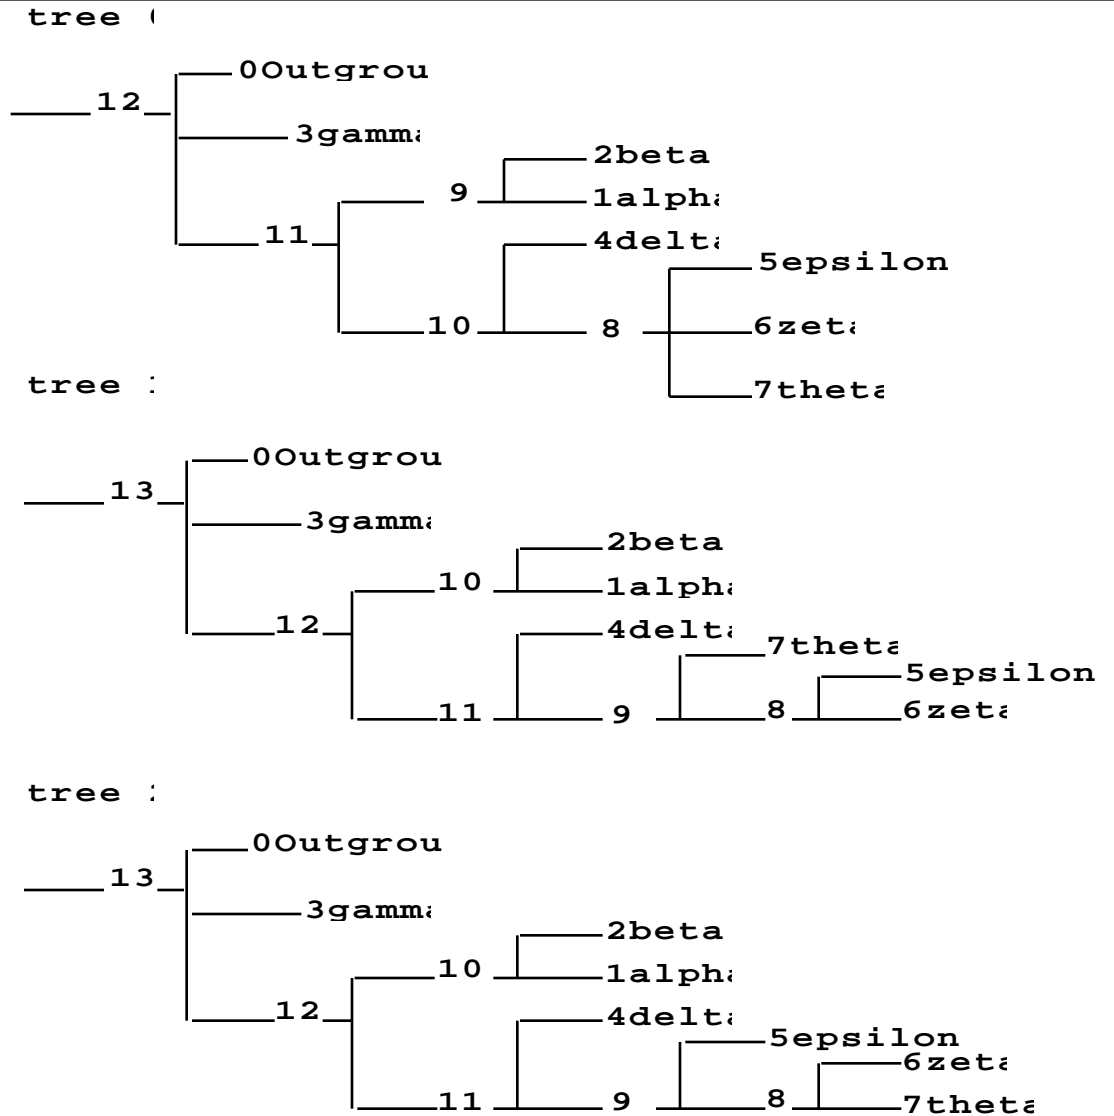 tree
0Outgrou
12
3gamma
2beta
9
1alpha
11
4delta
5epsilon
10
8
6zeta
tree 1
7theta
0Outgrou
13
3gamma
2beta
10
1alpha
12
4delta
7theta
5epsilon
11
9
8
6zeta
tree 2
0Outgrou
13
3gamma
2beta
10
1alpha
12
4delta
5epsilon
6zeta
11
9
8
7theta